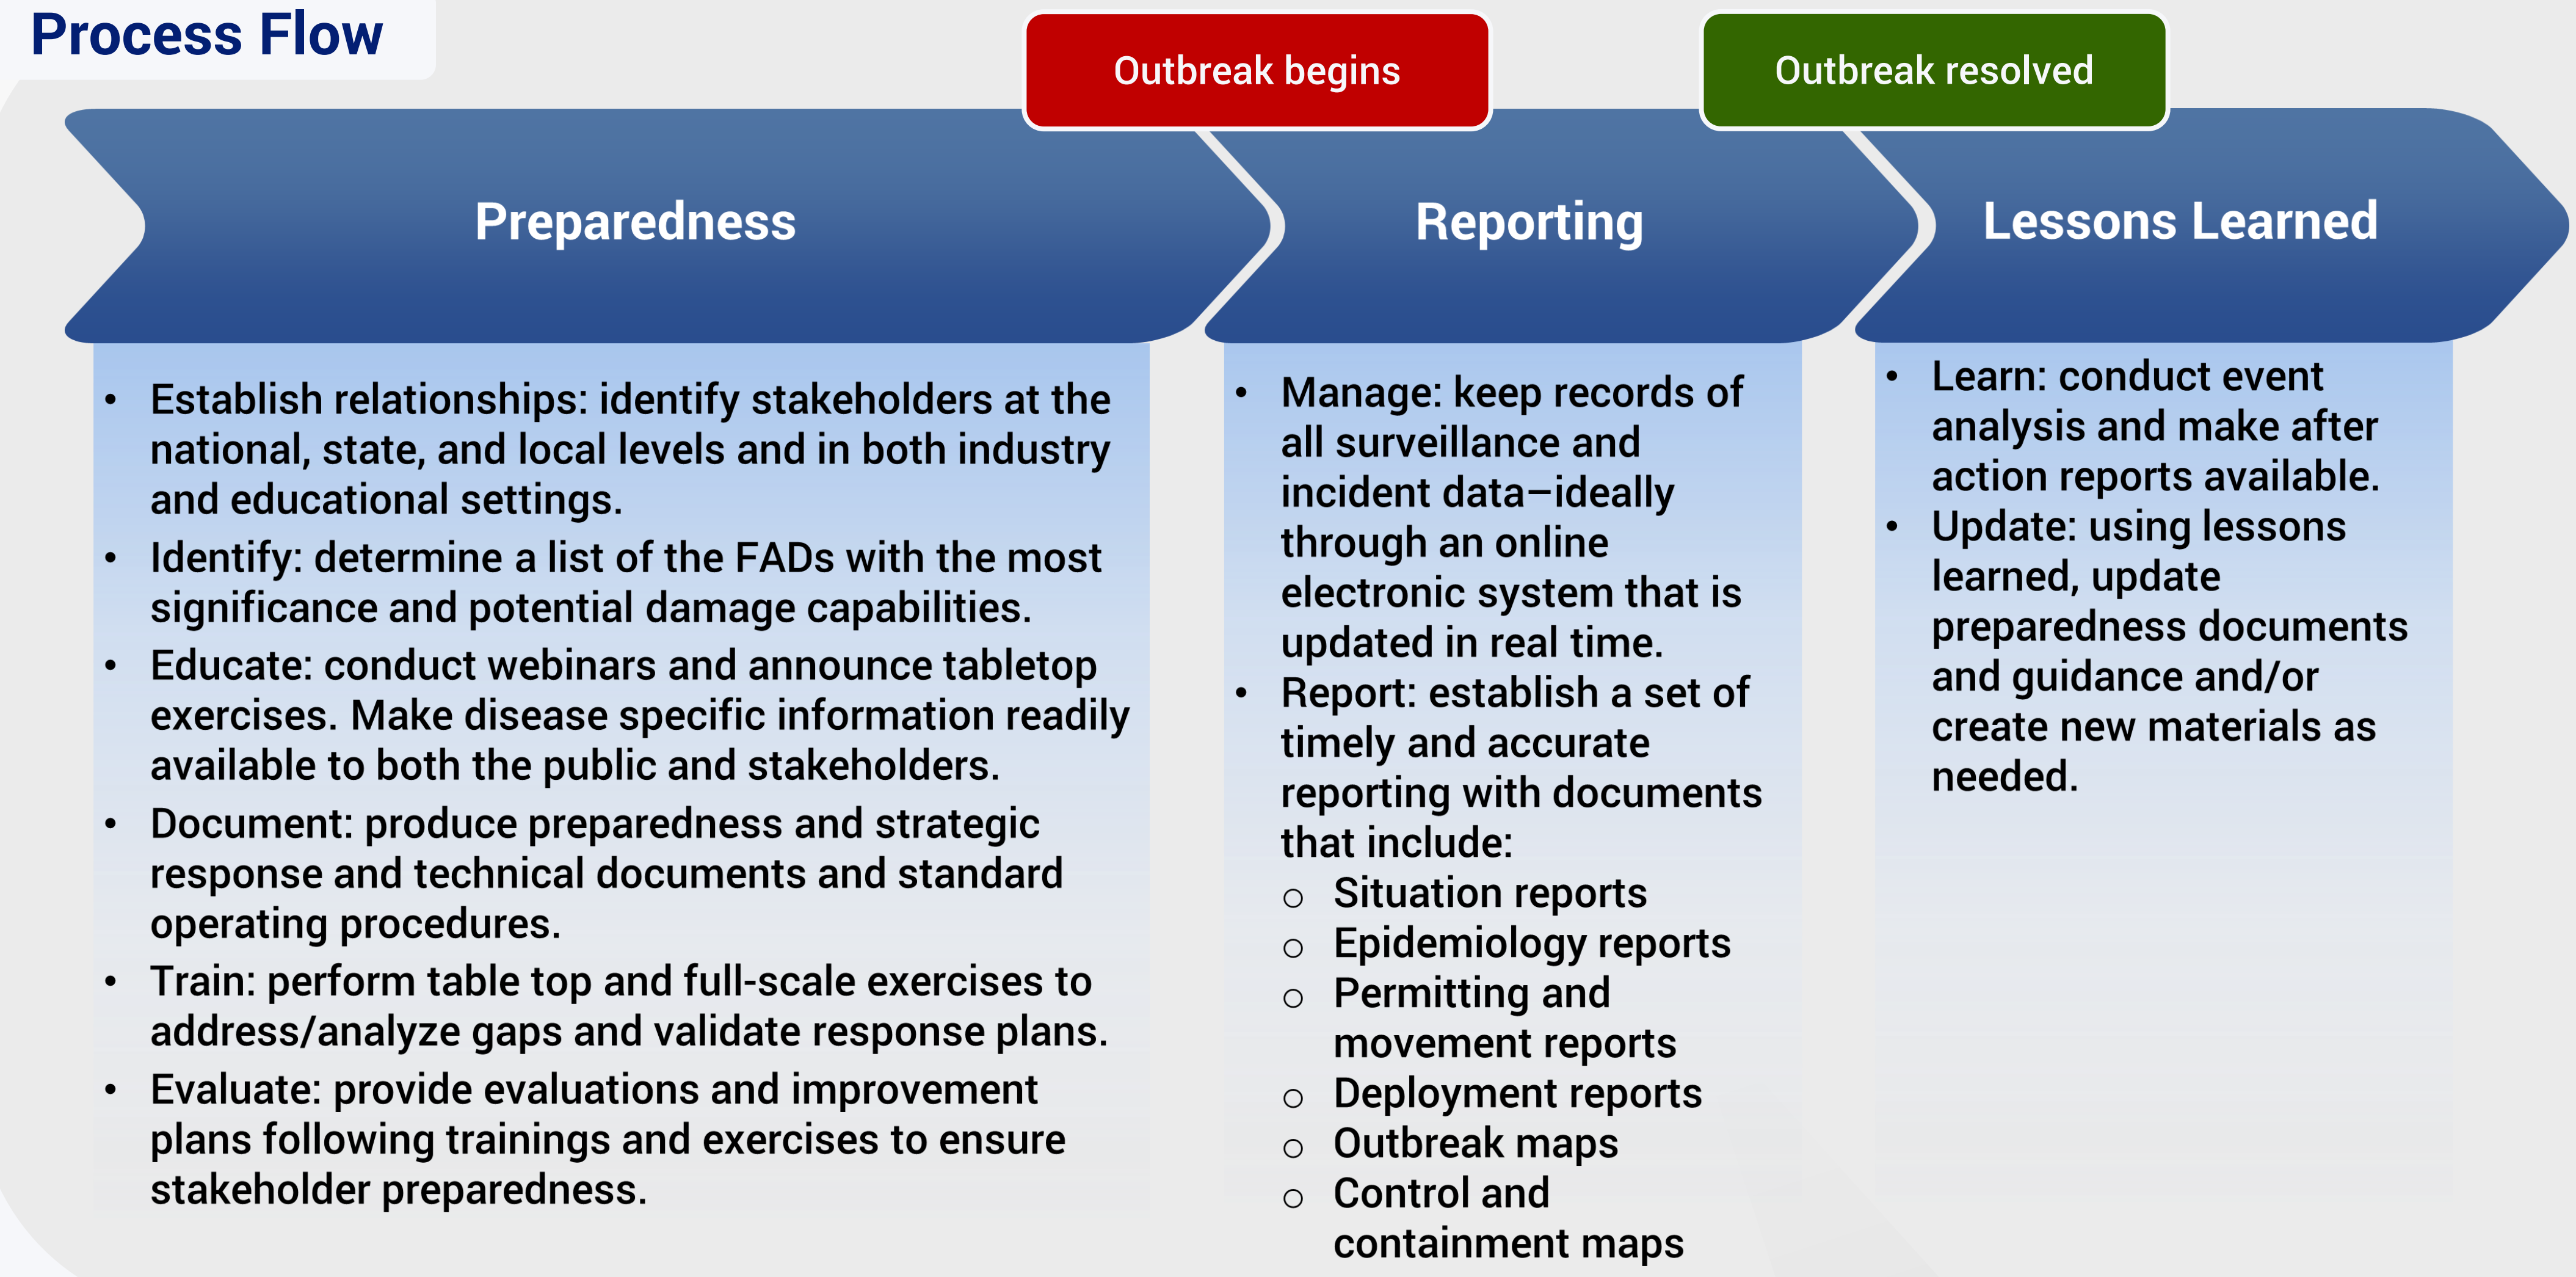 Process Flow
Outbreak begins
Outbreak resolved
Preparedness
Reporting
Lessons Learned
• Establish relationships: identify stakeholders at the
national, state, and local levels and in both industry
and educational settings.
• Identify: determine a list of the FADs with the most
significance and potential damage capabilities.
• Educate: conduct webinars and announce tabletop
exercises. Make disease specific information readily
available to both the public and stakeholders.
• Document: produce preparedness and strategic
response and technical documents and standard
operating procedures.
• Train: perform table top and full-scale exercises to
address/analyze gaps and validate response plans.
• Evaluate: provide evaluations and improvement
plans following trainings and exercises to ensure
stakeholder preparedness.
• Manage: keep records of
all surveillance and
incident data–ideally
through an online
electronic system that is
updated in real time.
• Report: establish a set of
timely and accurate
reporting with documents
that include:
o Situation reports
o Epidemiology reports
o Permitting and
movement reports
o Deployment reports
o Outbreak maps
o Control and
containment maps
• Learn: conduct event
analysis and make after
action reports available.
• Update: using lessons
learned, update
preparedness documents
and guidance and/or
create new materials as
needed.